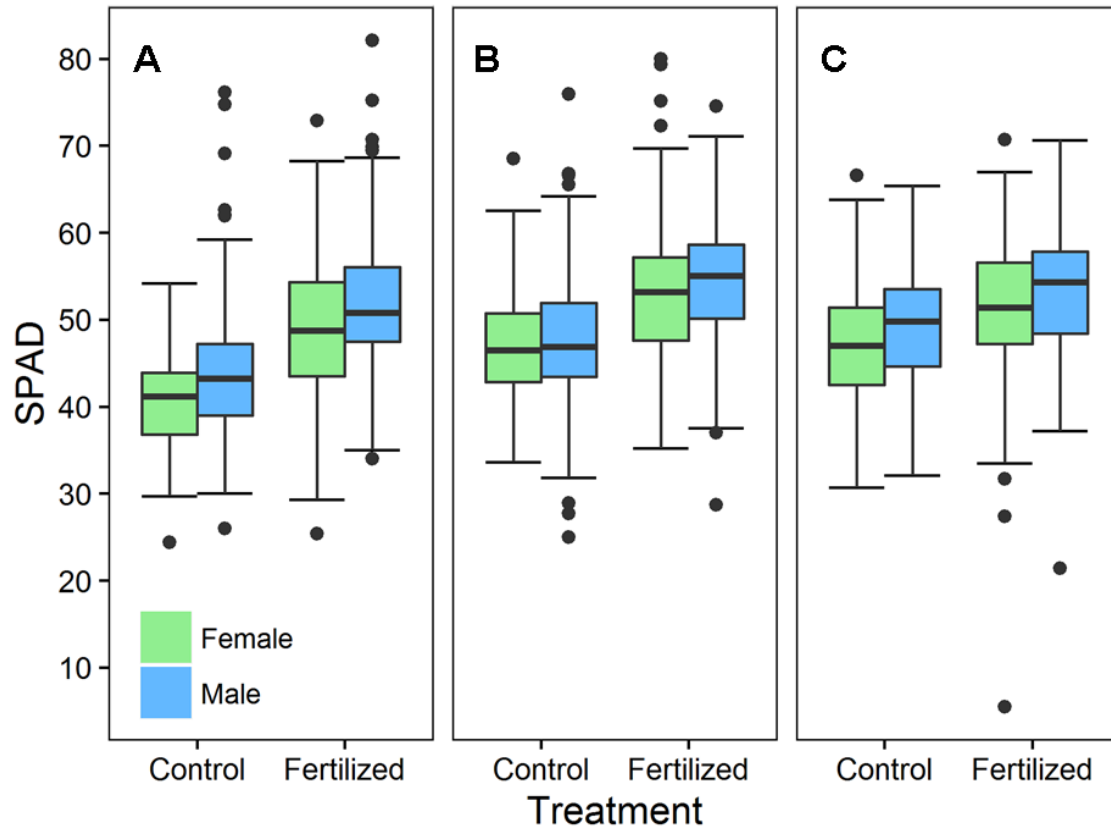 A B C
80
70
60
50
40
30
20
10
SPAD
Female
Male
Control Fertilized Control Fertilized Control Fertilized
Treatment